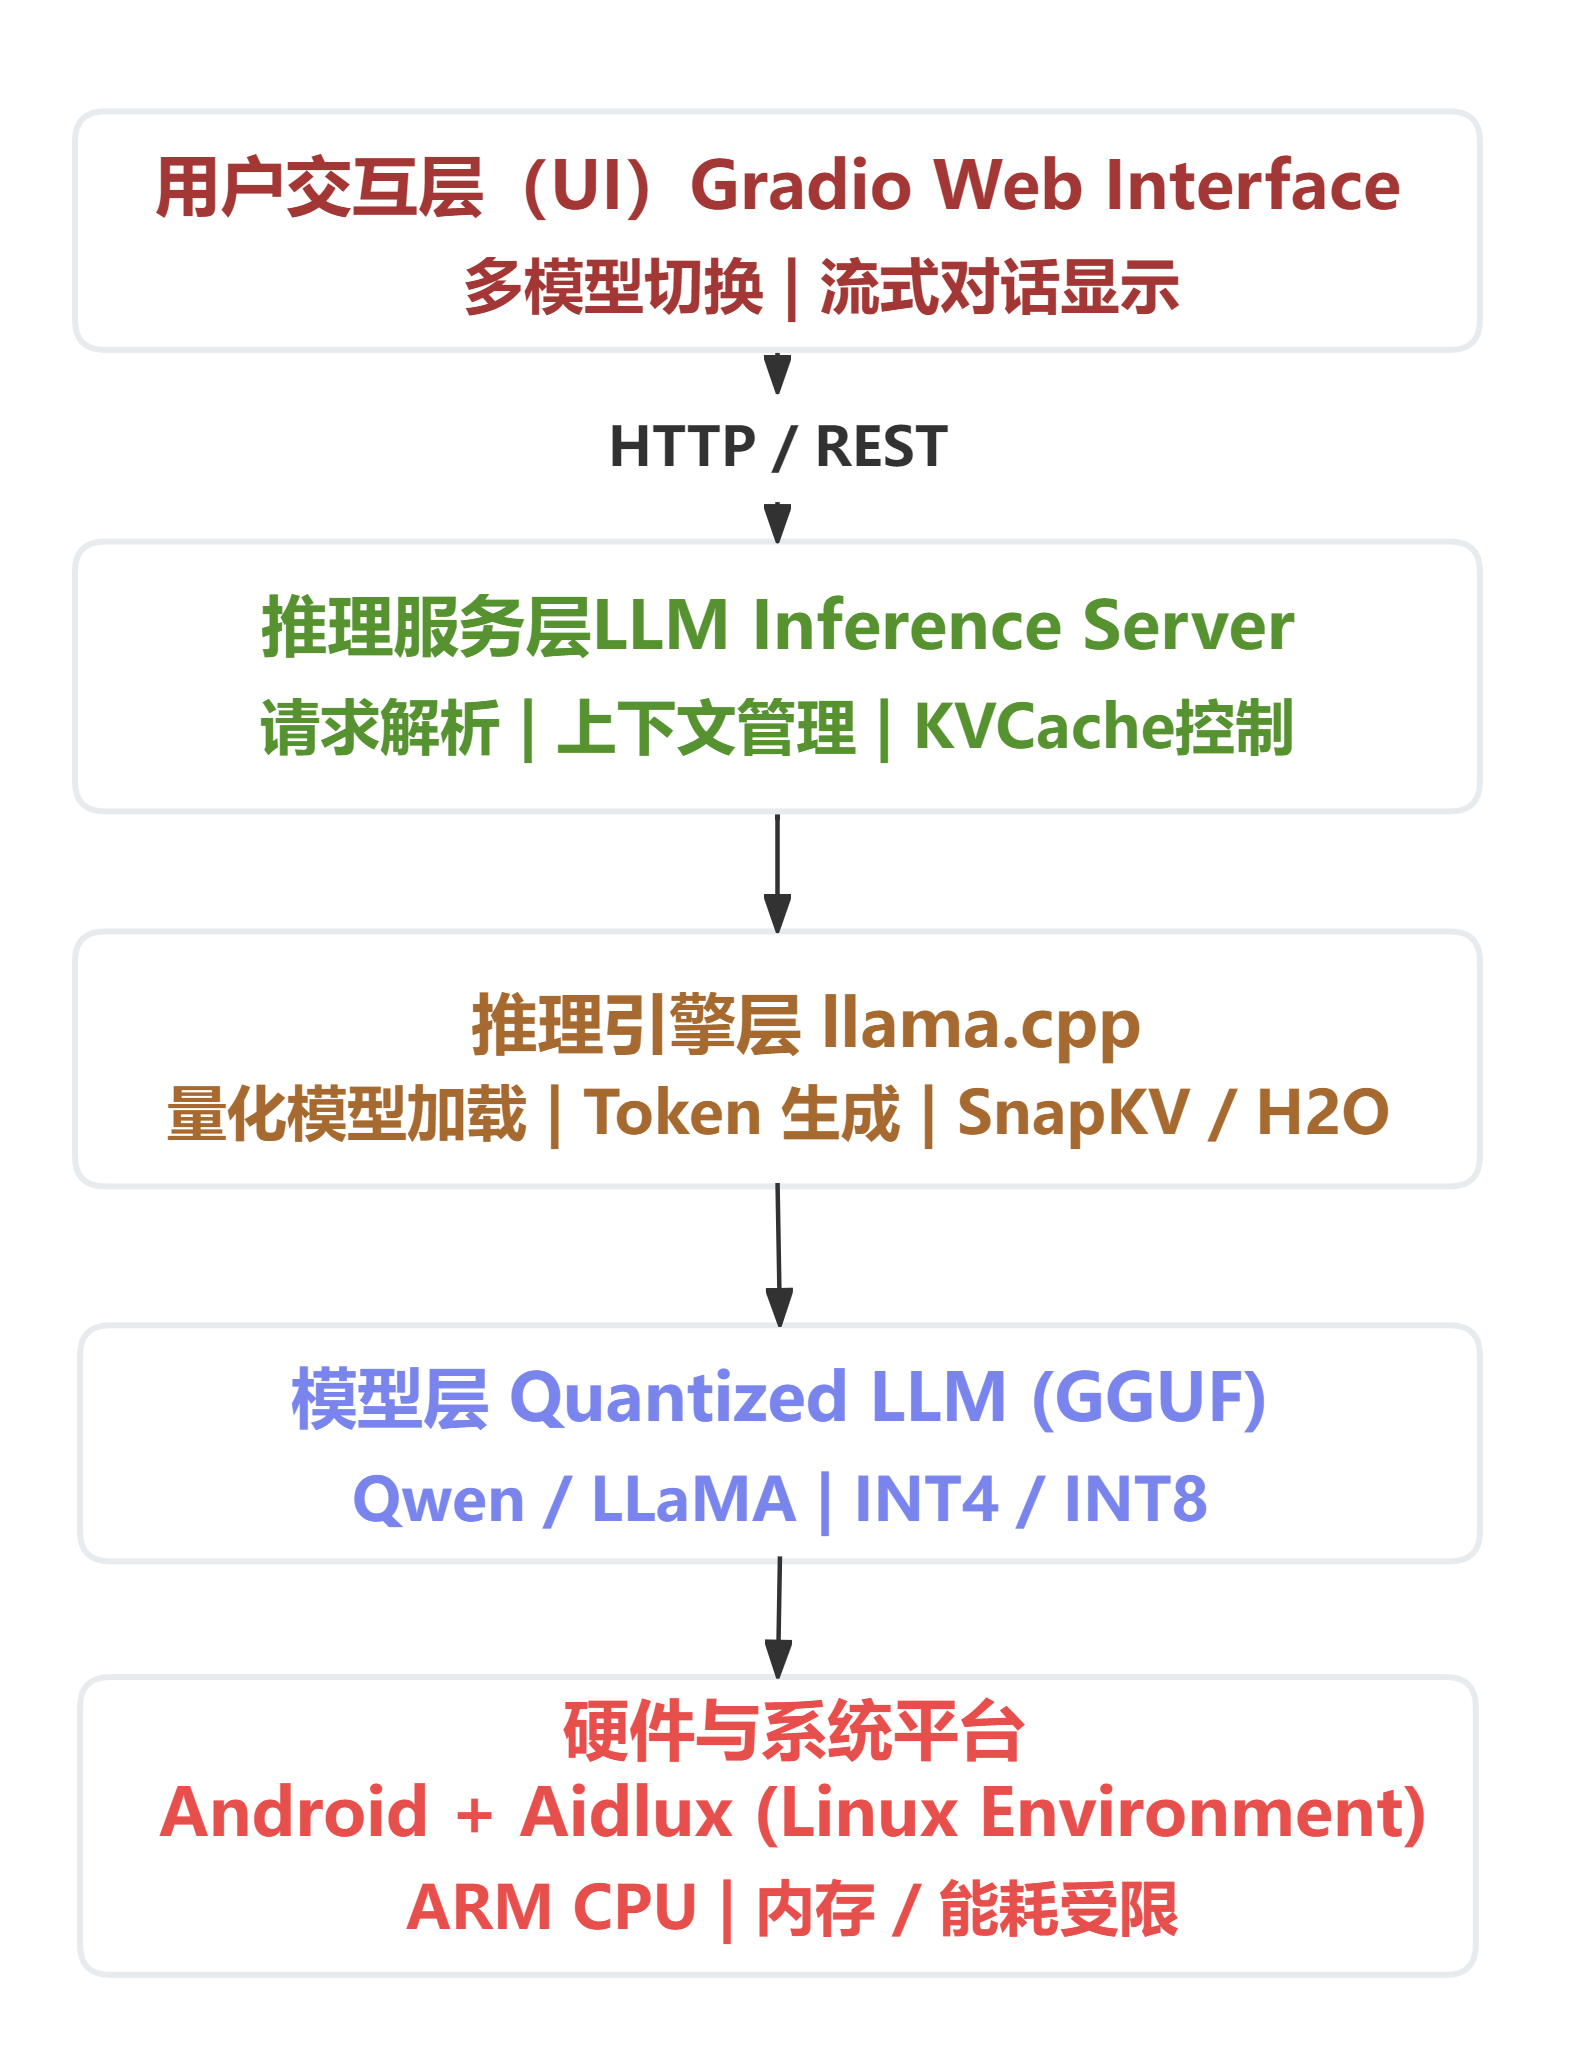 用户交互层（UI）Gradio Web Interface
多模型切换 | 流式对话显示
HTTP / REST
推理服务层LLM Inference Server
请求解析 | 上下文管理 | KVCache控制
推理引擎层 llama.cpp
量化模型加载 | Token 生成 | SnapKV / H2O
模型层 Quantized LLM (GGUF)
Qwen / LLaMA | INT4 / INT8
硬件与系统平台
Android + Aidlux (Linux Environment)
ARM CPU | 内存 / 能耗受限